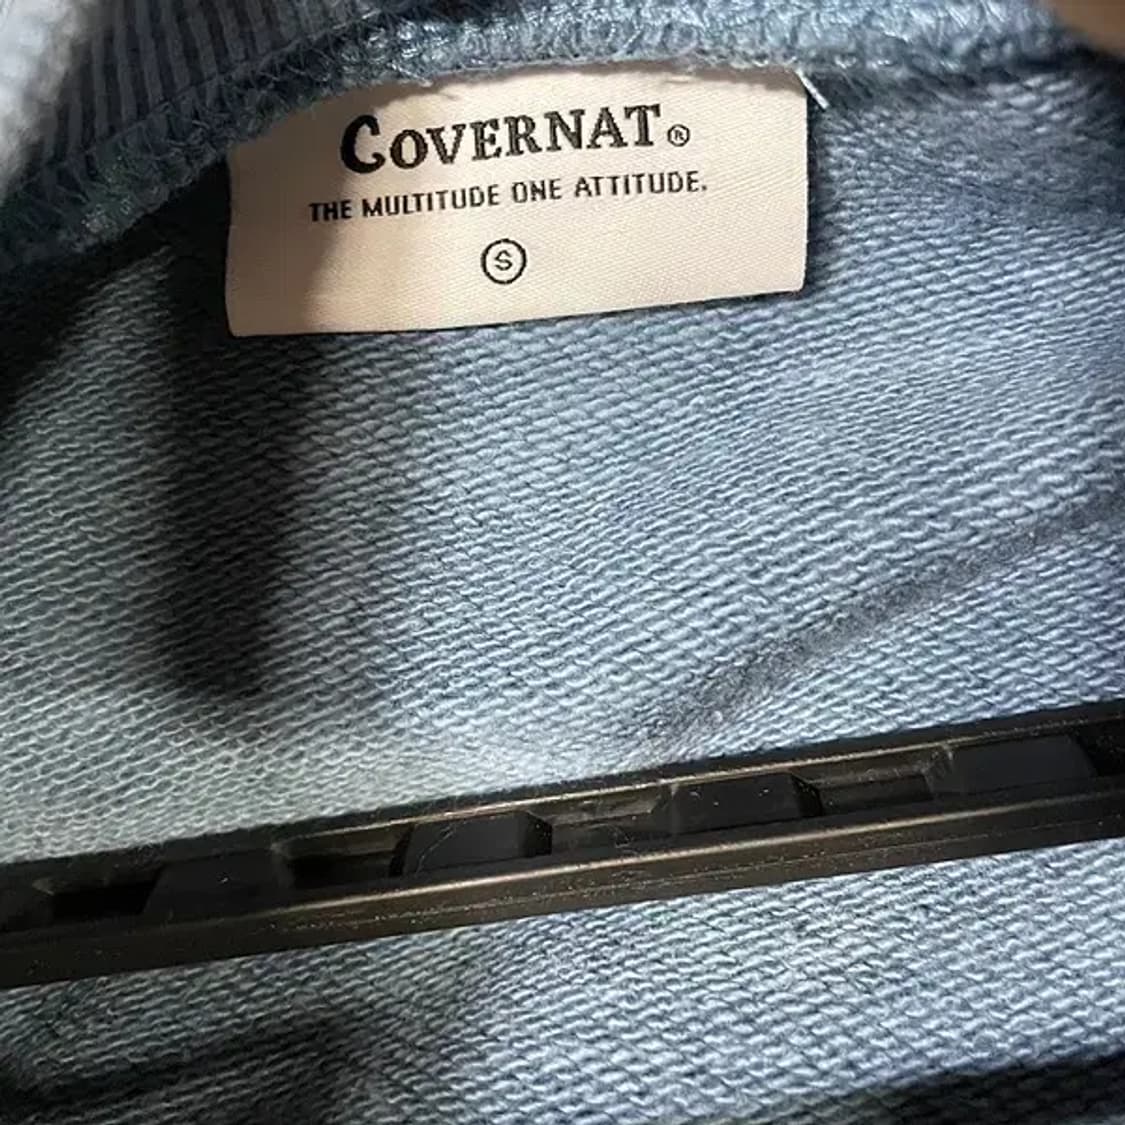 COVERNAT®
THE MULTITUDE ONE ATTITUDE.
S